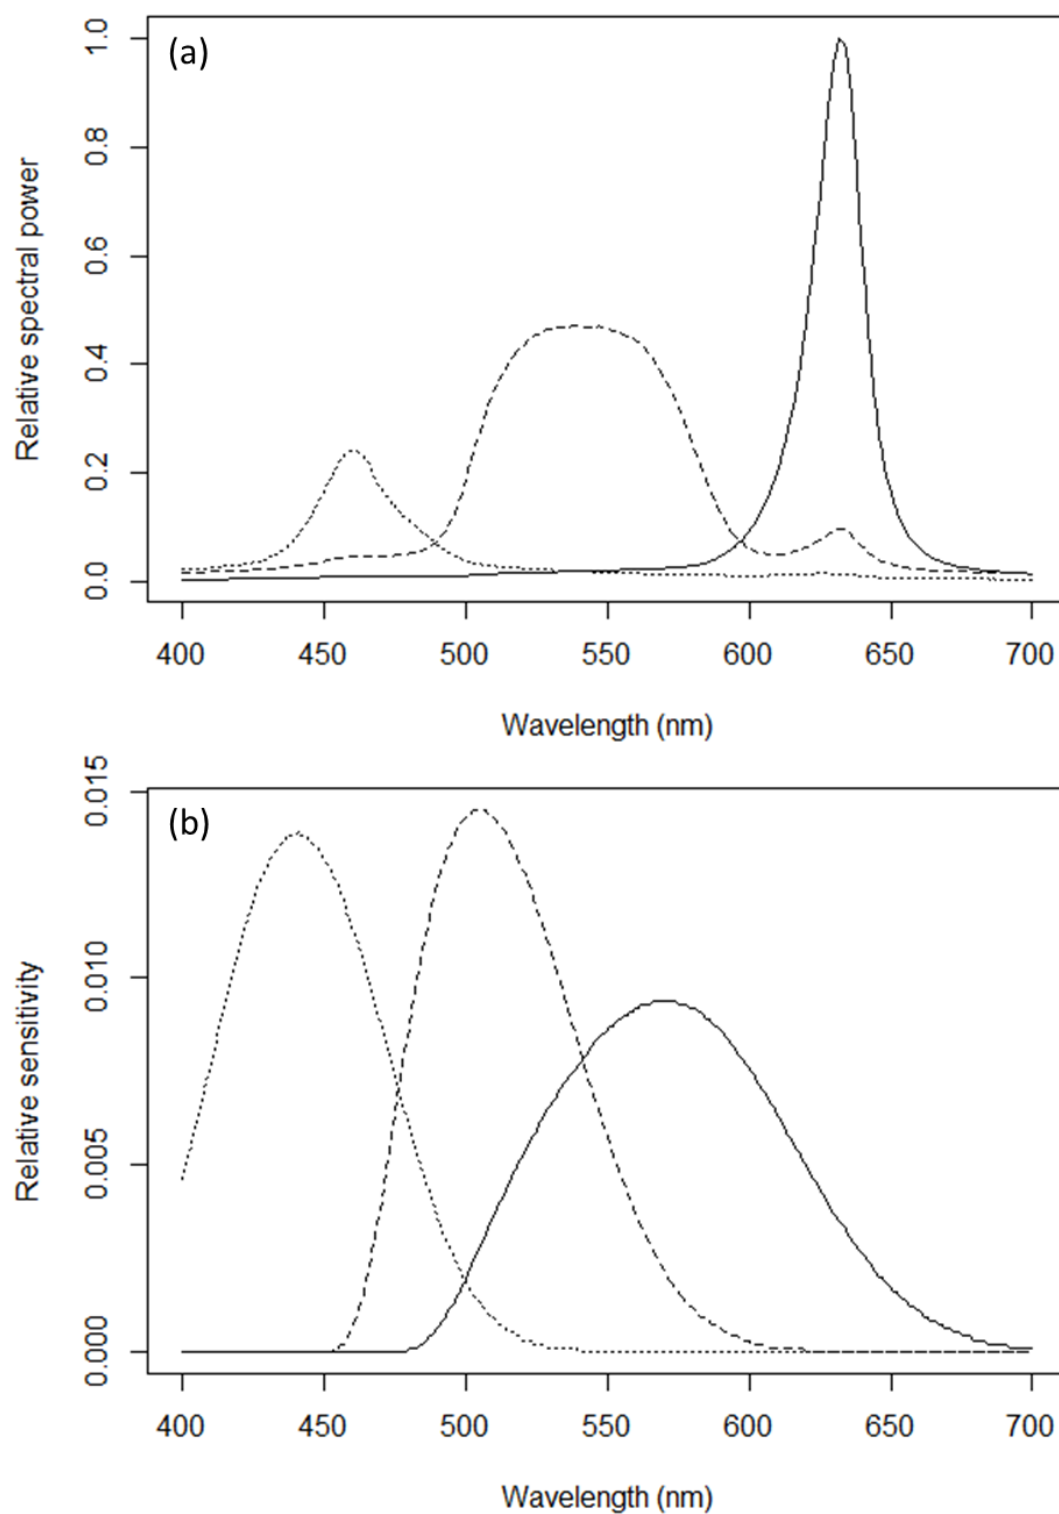 (a)
1.0
0.8
0.6
0.4
0.2
0.0
Relative spectral power
400 450 500 550 600 650 700
Wavelength (nm)
(b)
0.015
0.010
0.005
0.000
Relative sensitivity
400 450 500 550 600 650 700
Wavelength (nm)